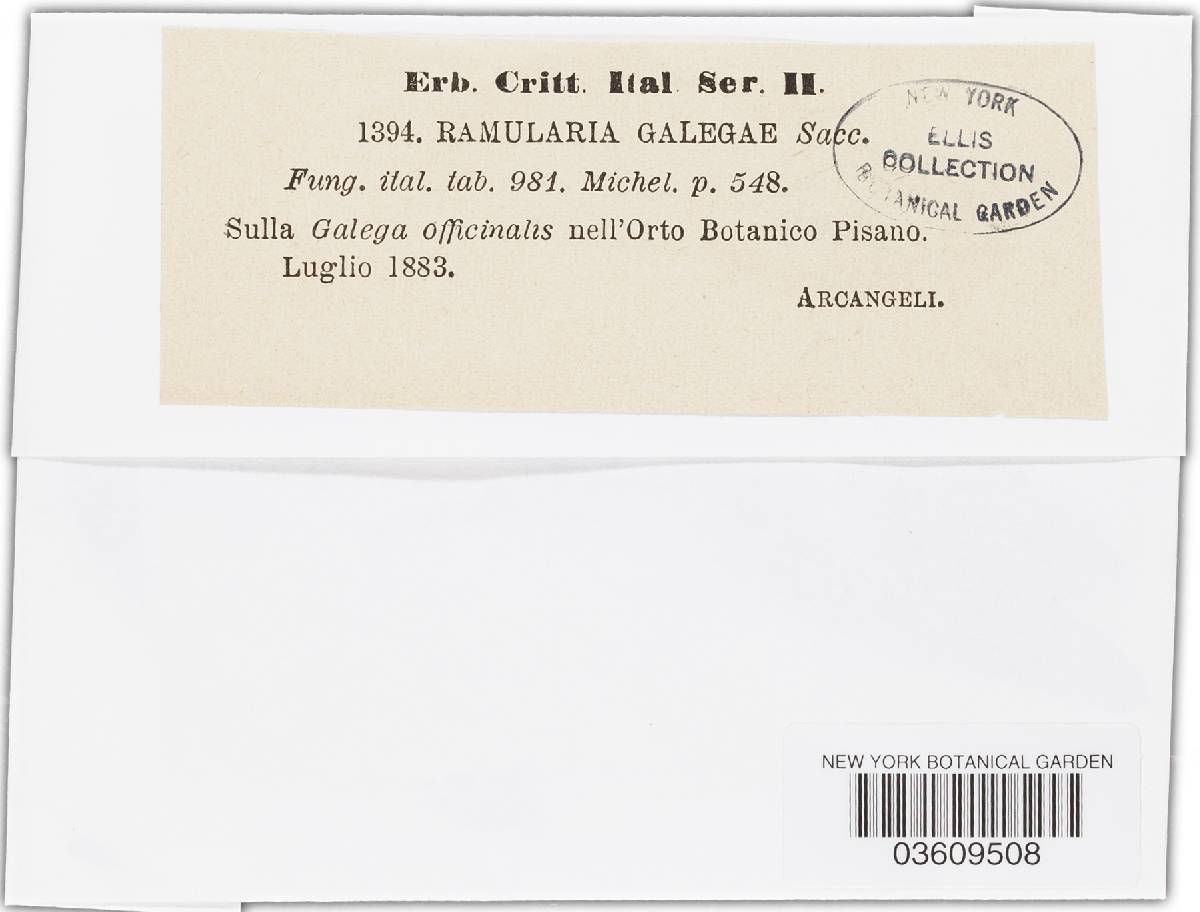 Erb. Critt. Ital. Ser. II.
1394. RAMULARIA GALEGAE Sacc.
Fung. ital. tab. 981. Michel. p. 548.
Sulla Galega officinalis nell'Orto Botanico Pisano.
Luglio 1883.
ARCANGELI.
NEW YORK
ELLIS
COLLECTION
BOTANICAL GARDEN
NEW YORK BOTANICAL GARDEN
03609508